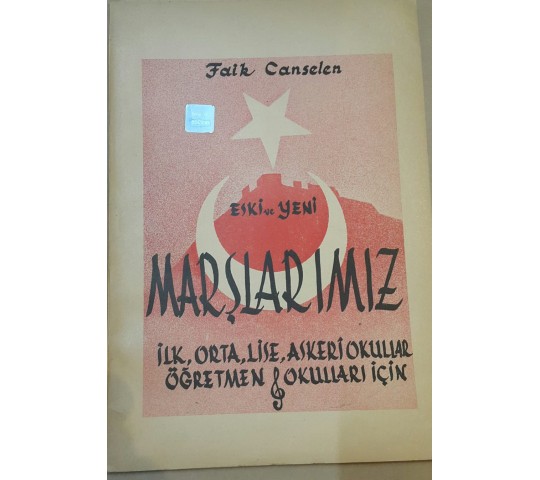 Faik Canselen
ESKİ ve YENİ
MARŞLARIMIZ
İLK, ORTA, LİSE, ASKERİ OKULLAR
ÖĞRETMEN OKULLARI İÇİN